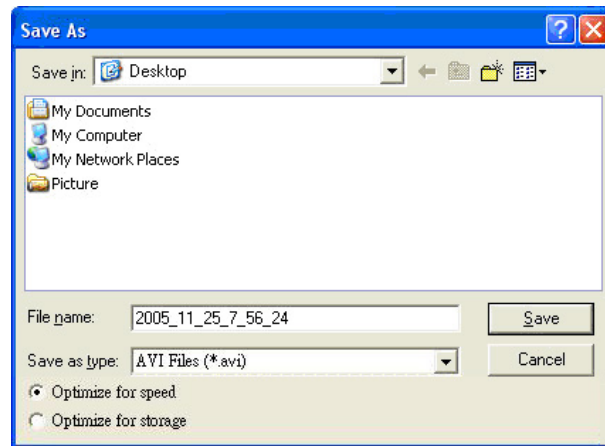 Save As
Save in: Desktop
My Documents
My Computer
My Network Places
Picture
File name: 2005_11_25_7_56_24 Save
Save as type: AVI Files (*.avi) Cancel
Optimize for speed
Optimize for storage